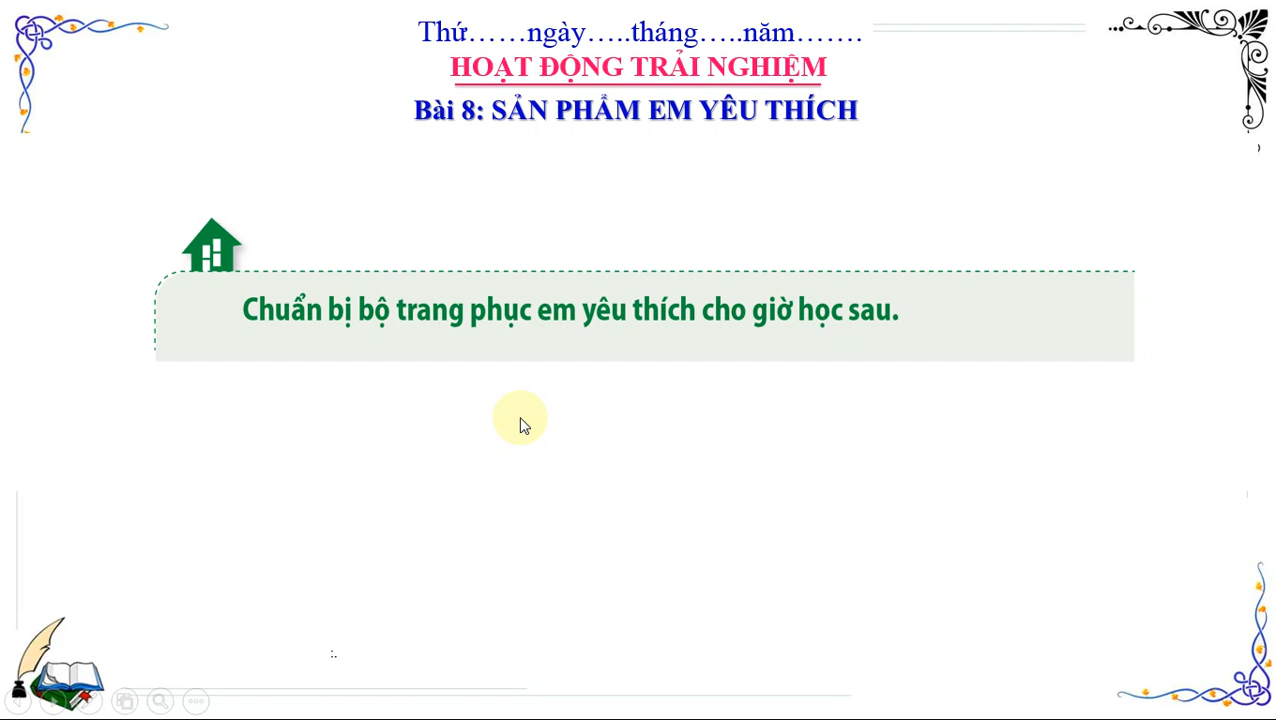 Thứ……ngày…..tháng…..năm…….
HOẠT ĐỘNG TRẢI NGHIỆM
Bài 8: SẢN PHẨM EM YÊU THÍCH
Chuẩn bị bộ trang phục em yêu thích cho giờ học sau.
:.